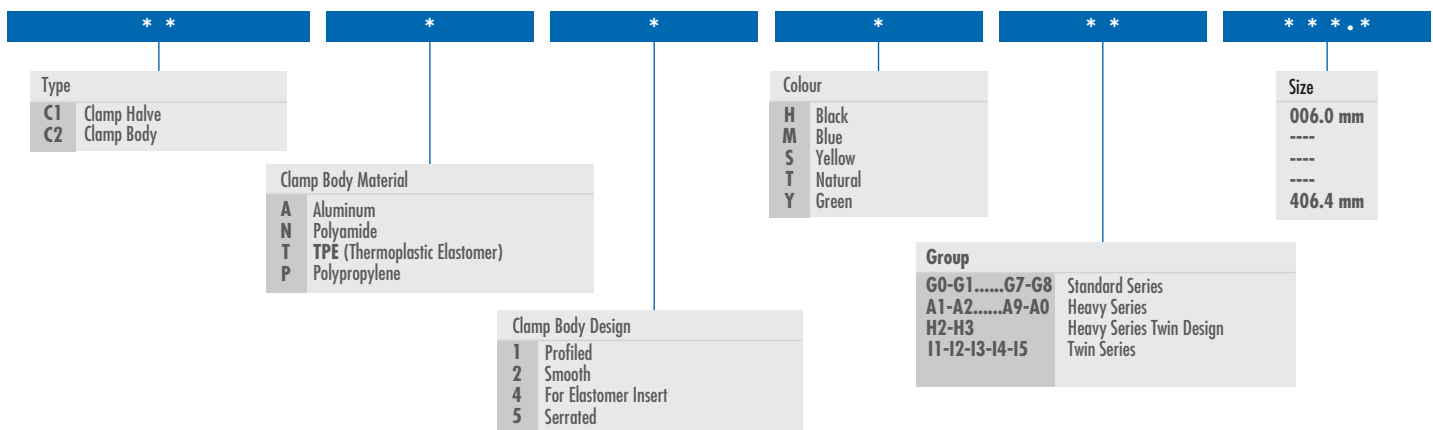 * * * * * * * * * * . *
Type
C1 Clamp Halve
C2 Clamp Body
Clamp Body Material
A Aluminum
N Polyamide
T TPE (Thermoplastic Elastomer)
P Polypropylene
Clamp Body Design
1 Profiled
2 Smooth
4 For Elastomer Insert
5 Serrated
Colour
H Black
M Blue
S Yellow
T Natural
Y Green
Group
G0-G1......G7-G8 Standard Series
A1-A2......A9-A0 Heavy Series
H2-H3 Heavy Series Twin Design
I1-I2-I3-I4-I5 Twin Series
Size
006.0 mm
----
----
----
406.4 mm